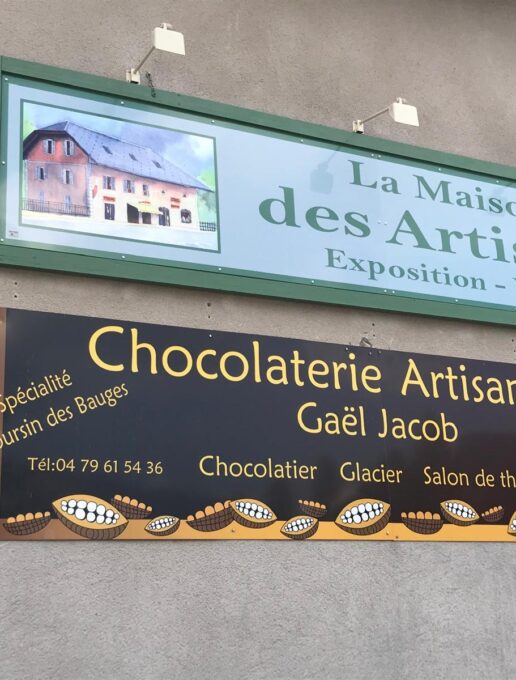 La Maiso
des Artis
Exposition -
Chocolaterie Artisan
Gaël Jacob
Spécialité
oursin des Bauges
Tél:04 79 61 54 36
Chocolatier Glacier Salon de th